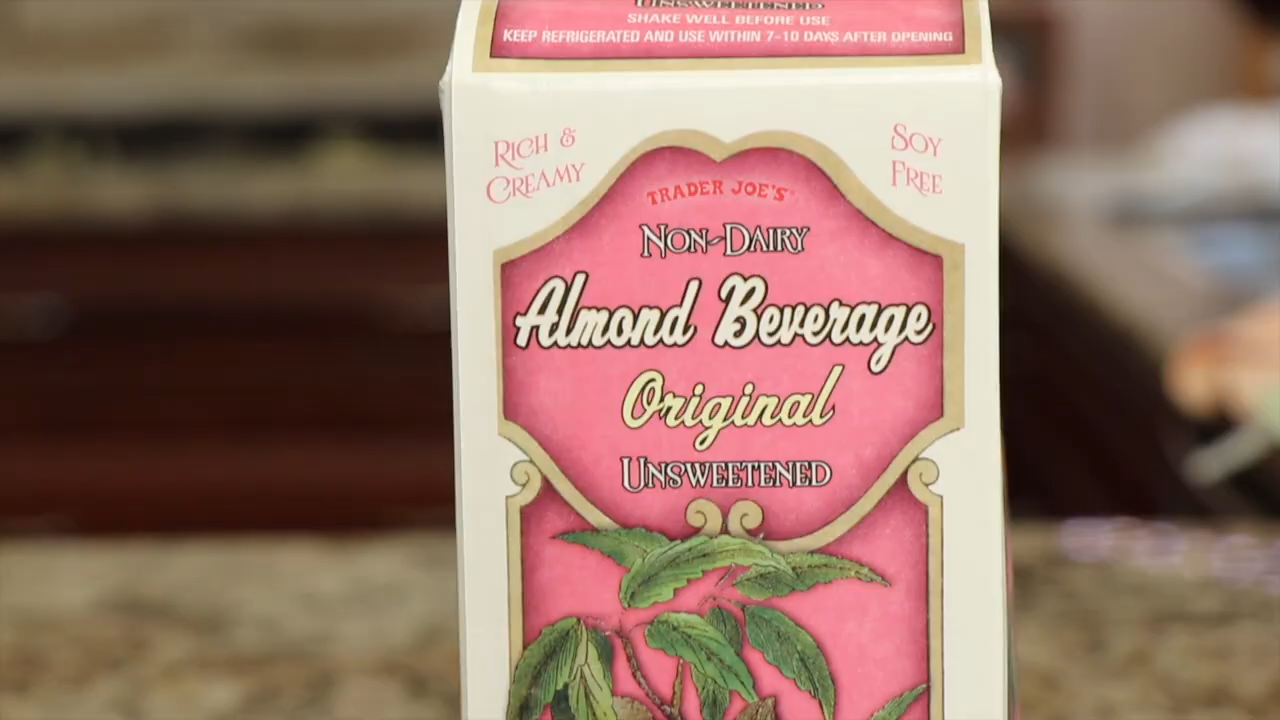 UNSWEETENED
SHAKE WELL BEFORE USE
KEEP REFRIGERATED AND USE WITHIN 7-10 DAYS AFTER OPENING
RICH &
CREAMY
SOY
FREE
TRADER JOE'S
NON-DAIRY
Almond Beverage
Original
UNSWEETENED